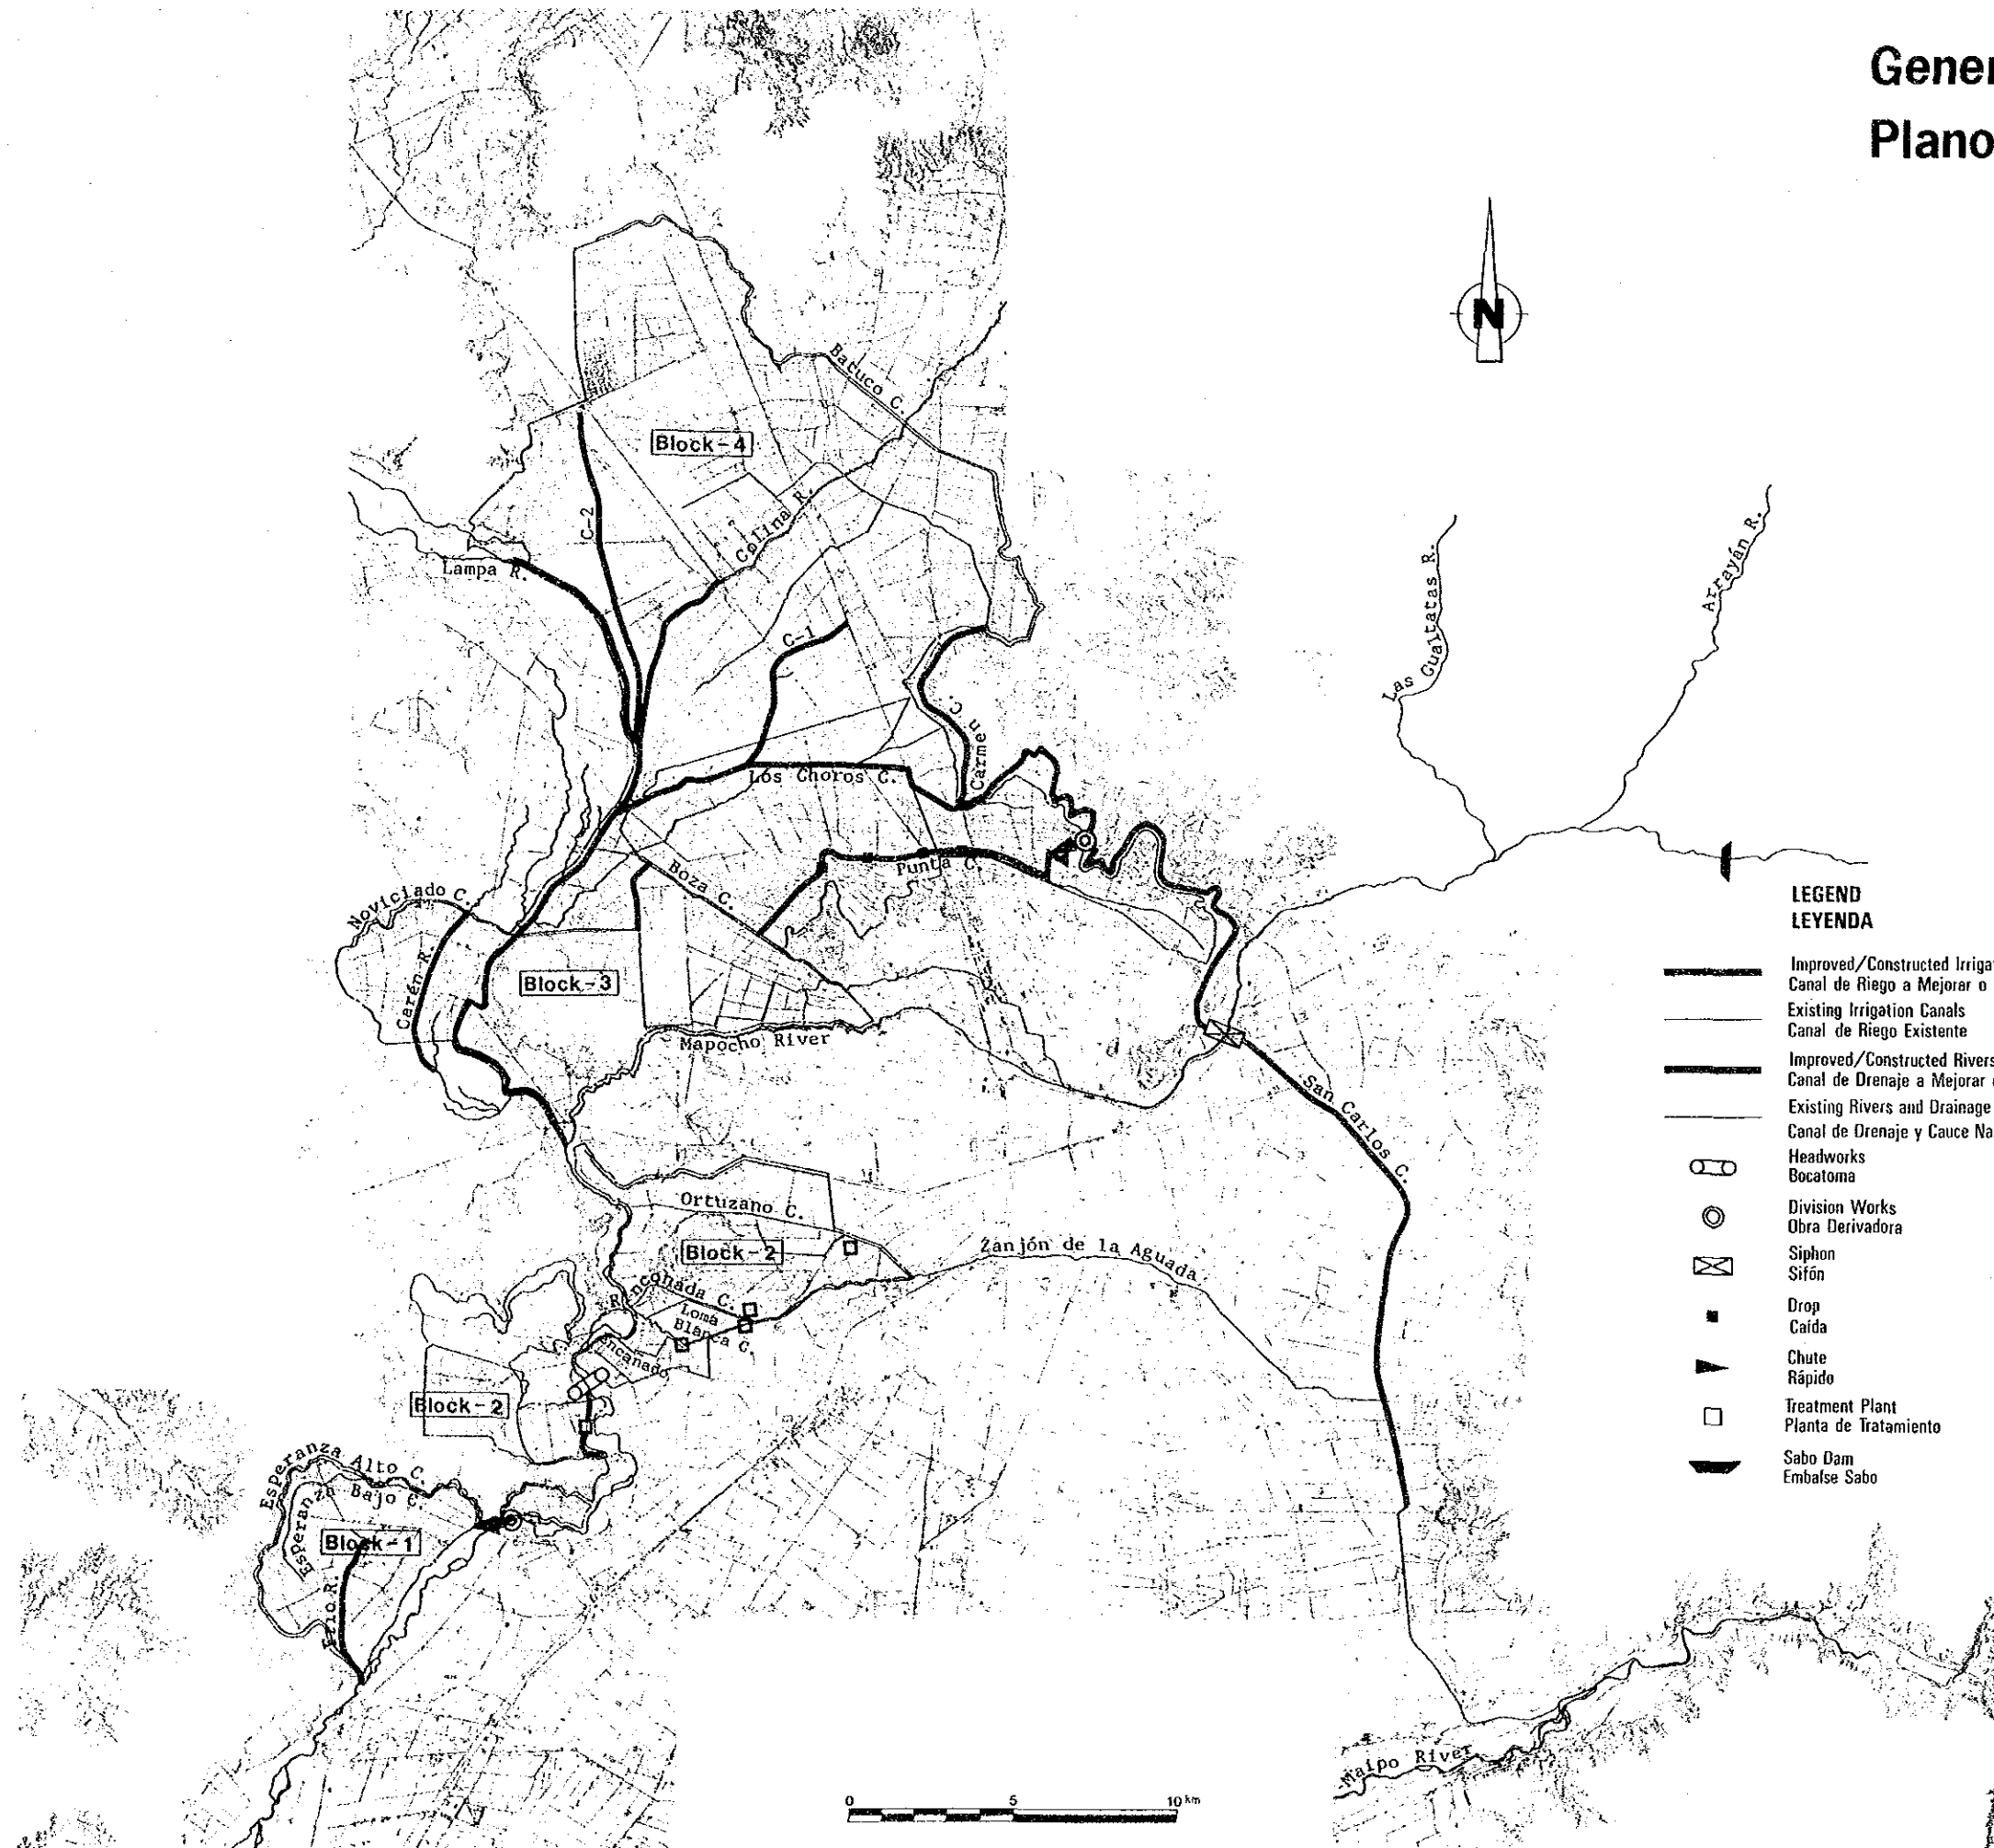 Gener
Plano
N
Batuco C.
Block-4
C-2
Colina R.
Lampa R.
C-1
Las Gualtatas R.
Arrayán R.
Carmen C.
Los Choros C.
Punta C.
Boza C.
Noviciado C.
Carén R.
Block-3
Mapocho River
San Carlos C.
Ortuzano C.
Block-2
Zanjón de la Aguada
Rinconada C.
Loma
Blanca C.
Encanado
Block-2
Esperanza Alto C.
Esperanza Bajo C.
Block-1
Frio R.
Maipo River
0 5 10 km
LEGEND
LEYENDA
Improved/Constructed Irriga
Canal de Riego a Mejorar o
Existing Irrigation Canals
Canal de Riego Existente
Improved/Constructed Rivers
Canal de Drenaje a Mejorar
Existing Rivers and Drainage
Canal de Drenaje y Cauce Na
Headworks
Bocatoma
Division Works
Obra Derivadora
Siphon
Sifón
Drop
Caída
Chute
Rápido
Treatment Plant
Planta de Tratamiento
Sabo Dam
Embalse Sabo